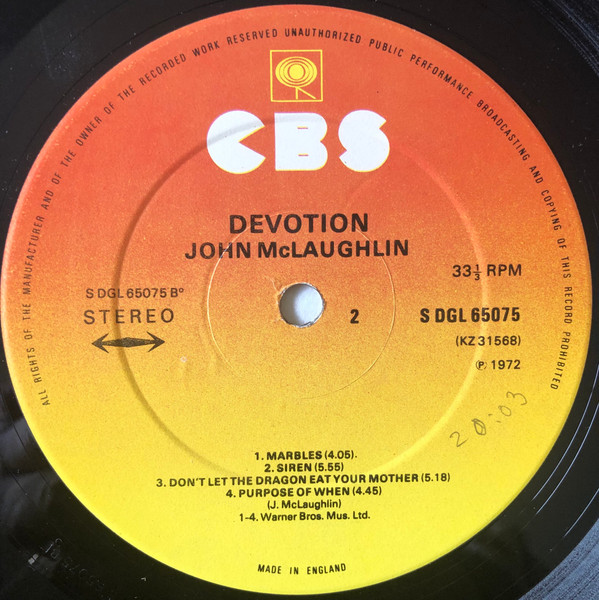 ALL RIGHTS OF THE MANUFACTURER AND OF THE OWNER OF THE RECORDED WORK RESERVED UNAUTHORIZED PUBLIC PERFORMANCE BROADCASTING AND COPYING OF THIS RECORD PROHIBITED
CBS
DEVOTION
JOHN McLAUGHLIN
33⅓ RPM
S DGL 65075 B°
STEREO
2
S DGL 65075
(KZ 31568)
℗ 1972
20:03
1. MARBLES (4.05).
2. SIREN (5.55)
3. DON'T LET THE DRAGON EAT YOUR MOTHER (5.18)
4. PURPOSE OF WHEN (4.45)
(J. McLaughlin)
1-4. Warner Bros. Mus. Ltd.
MADE IN ENGLAND